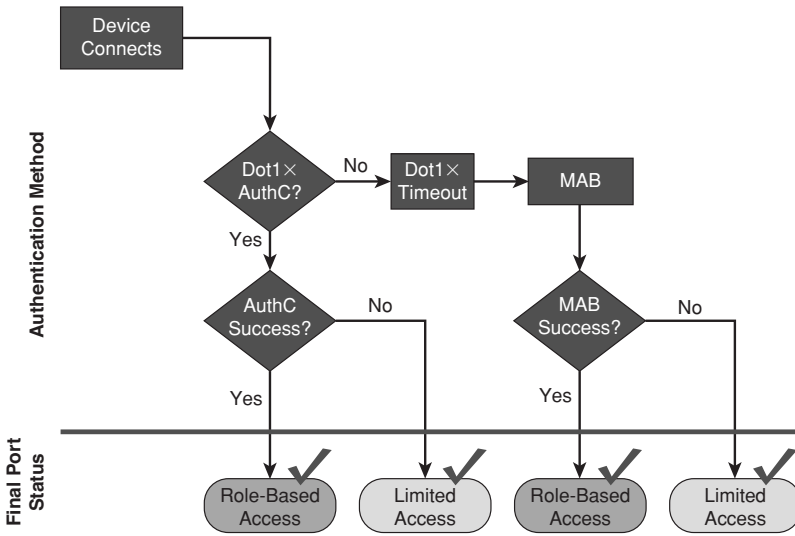 Device
Connects
Authentication Method
Dot1×
AuthC?
No
Dot1×
Timeout
MAB
Yes
AuthC
Success?
No
MAB
Success?
No
Yes
Yes
Final Port
Status
Role-Based
Access
Limited
Access
Role-Based
Access
Limited
Access